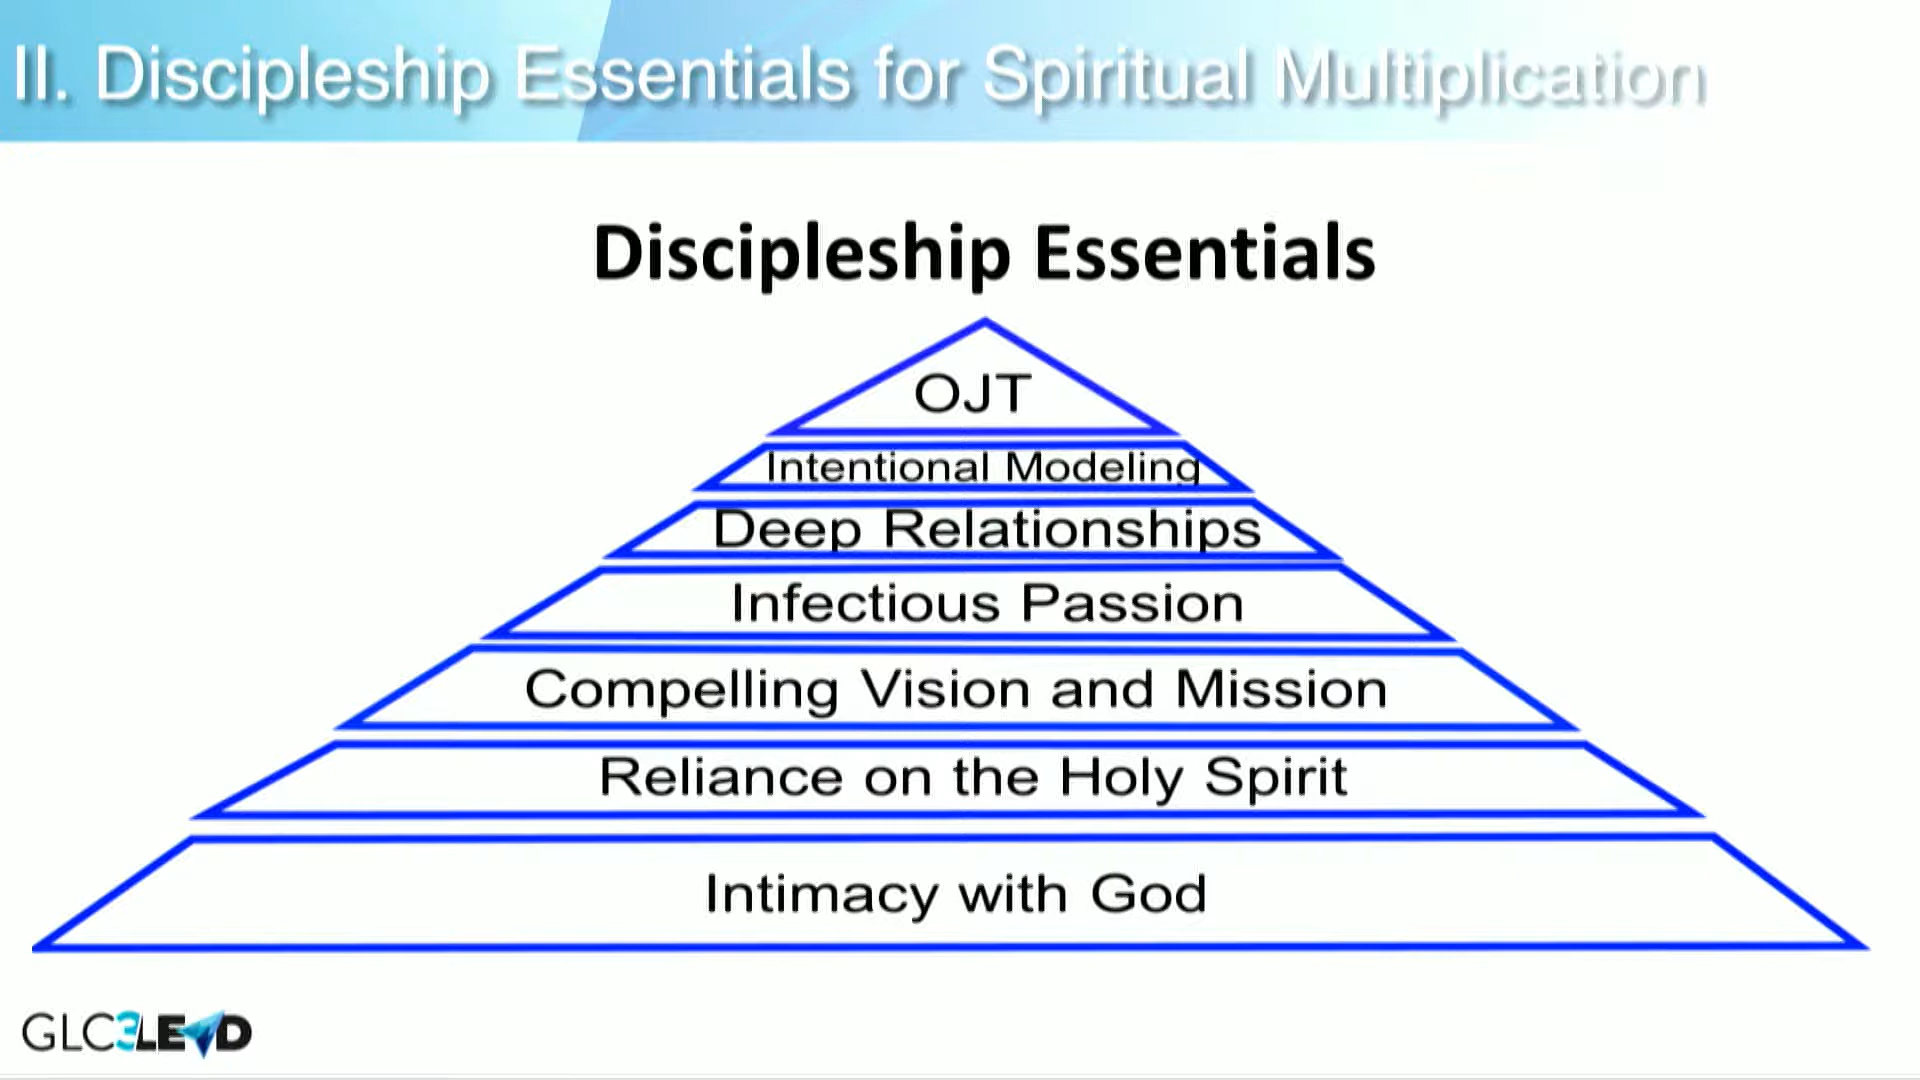 II. Discipleship Essentials for Spiritual Multiplication
Discipleship Essentials
OJT
Intentional Modeling
Deep Relationships
Infectious Passion
Compelling Vision and Mission
Reliance on the Holy Spirit
Intimacy with God
GLC3LEAD